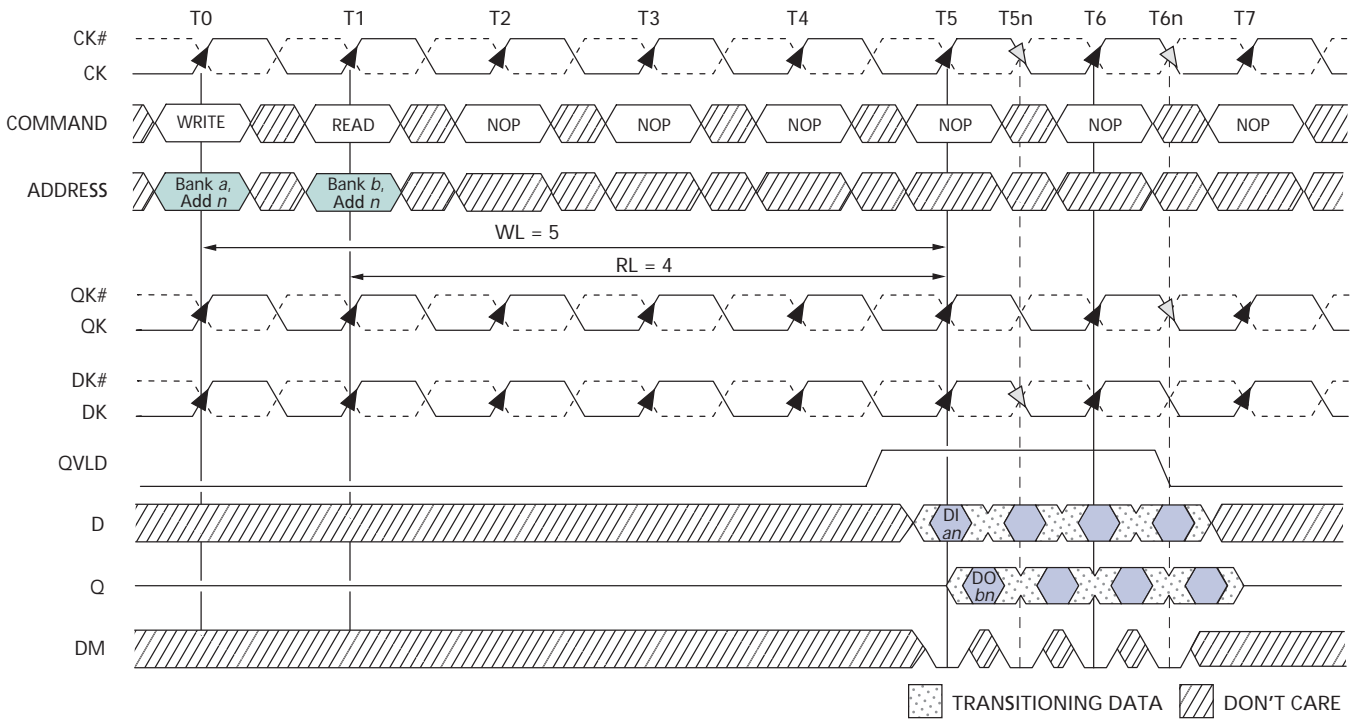 T0 T1 T2 T3 T4 T5 T5n T6 T6n T7
CK#
CK
COMMAND WRITE READ NOP NOP NOP NOP NOP NOP
ADDRESS Bank a, Add n Bank b, Add n
WL = 5
RL = 4
QK#
QK
DK#
DK
QVLD
D DI an
Q DO bn
DM
TRANSITIONING DATA DON'T CARE